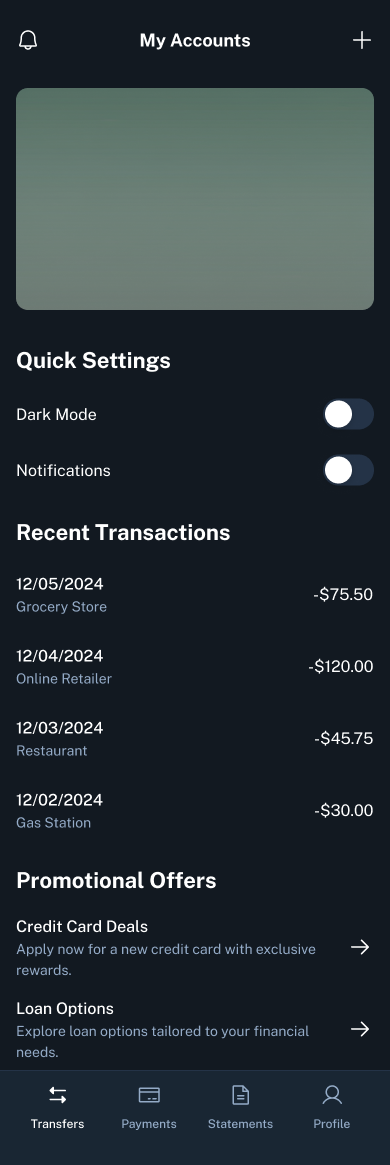 My Accounts
Quick Settings
Dark Mode
Notifications
Recent Transactions
12/05/2024
Grocery Store
-$75.50
12/04/2024
Online Retailer
-$120.00
12/03/2024
Restaurant
-$45.75
12/02/2024
Gas Station
-$30.00
Promotional Offers
Credit Card Deals
Apply now for a new credit card with exclusive
rewards.
Loan Options
Explore loan options tailored to your financial
needs.
Transfers
Payments
Statements
Profile